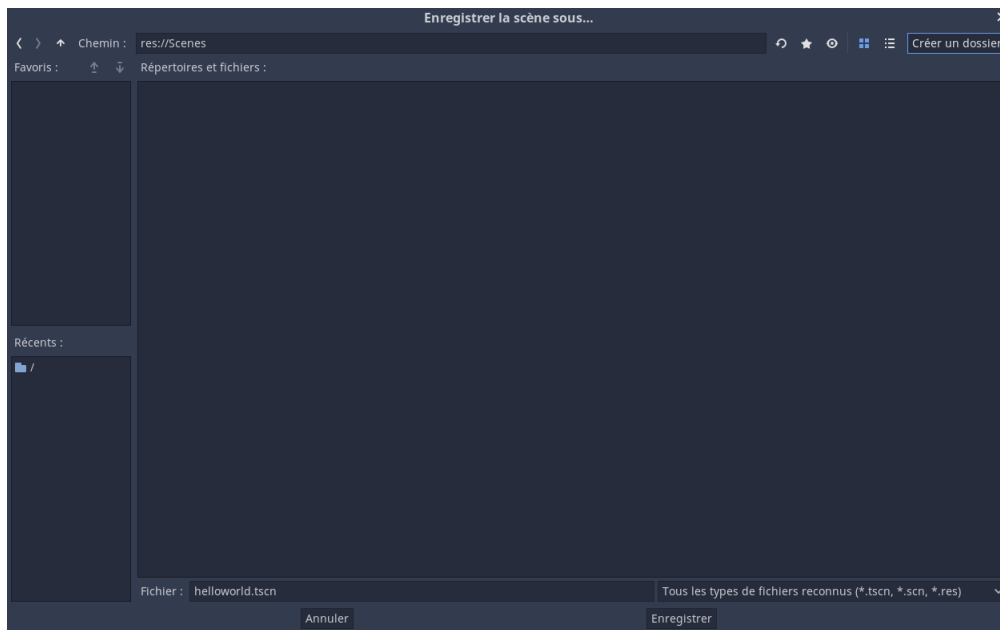 Enregistrer la scène sous...
Chemin : res://Scenes Créer un dossier
Favoris : Répertoires et fichiers :
Récents :
/
Fichier : helloworld.tscn Tous les types de fichiers reconnus (*.tscn, *.scn, *.res)
Annuler Enregistrer